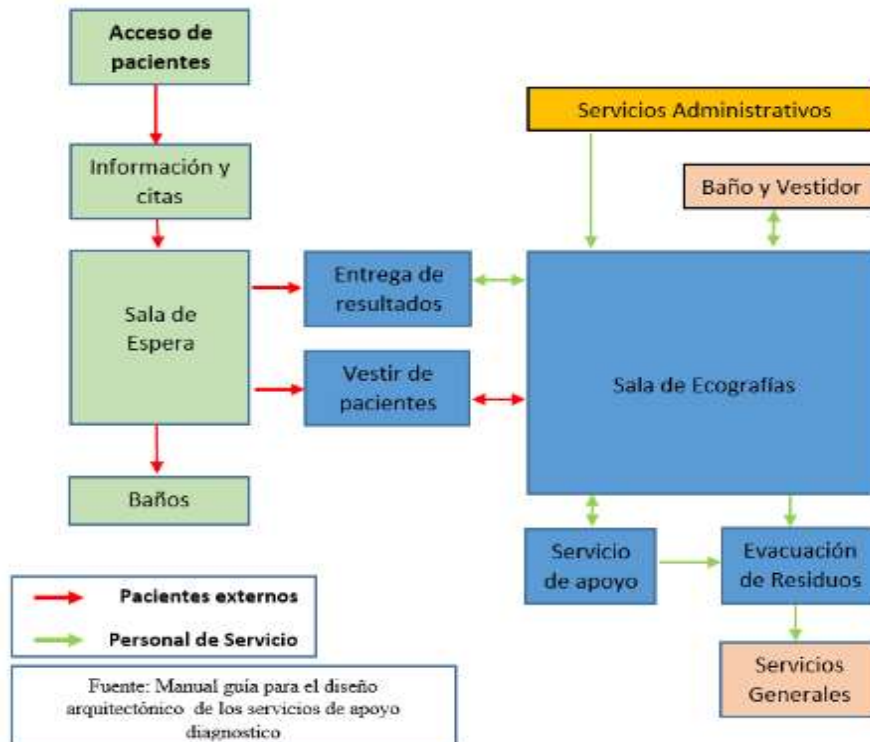 Acceso de
pacientes
Servicios Administrativos
Información y
citas
Baño y Vestidor
Sala de
Espera
Entrega de
resultados
Vestir de
pacientes
Sala de Ecografías
Baños
Servicio
de apoyo
Evacuación
de Residuos
Pacientes externos
Personal de Servicio
Servicios
Generales
Fuente: Manual guía para el diseño
arquitectónico de los servicios de apoyo
diagnostico